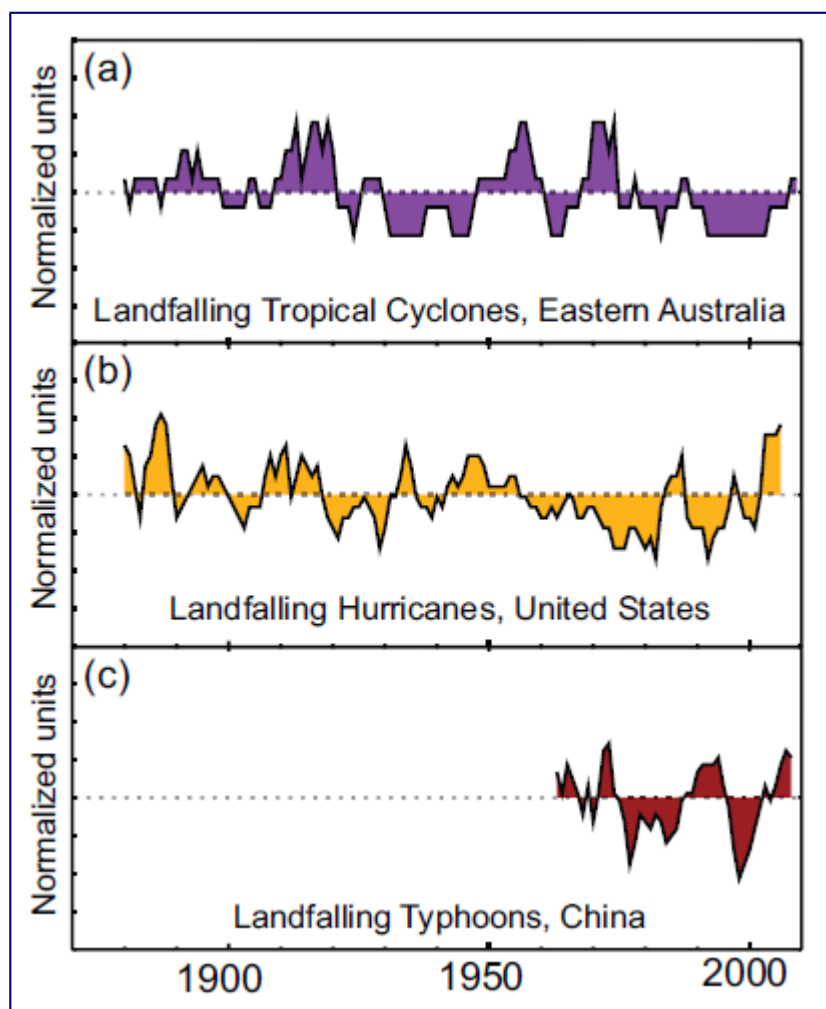 (a)
Normalized units
Landfalling Tropical Cyclones, Eastern Australia
(b)
Normalized units
Landfalling Hurricanes, United States
(c)
Normalized units
Landfalling Typhoons, China
1900 1950 2000